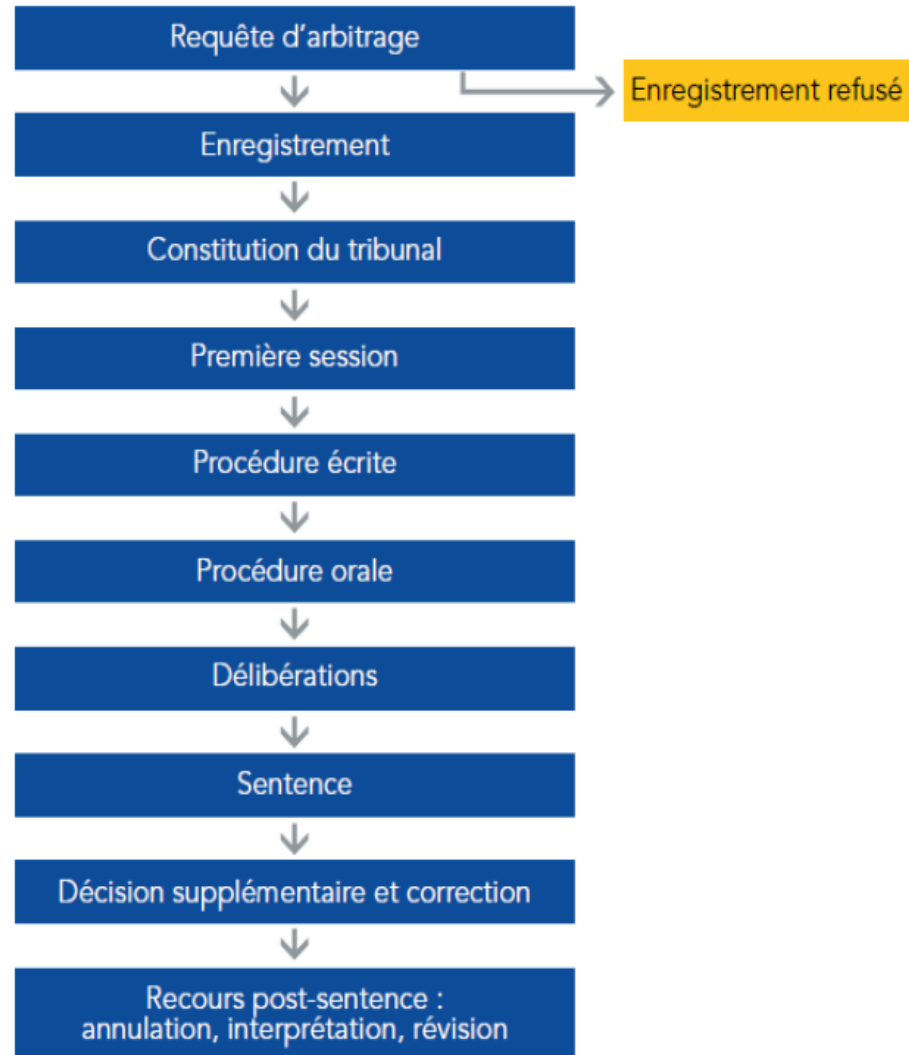 Requête d'arbitrage
Enregistrement refusé
Enregistrement
Constitution du tribunal
Première session
Procédure écrite
Procédure orale
Délibérations
Sentence
Décision supplémentaire et correction
Recours post-sentence :
annulation, interprétation, révision